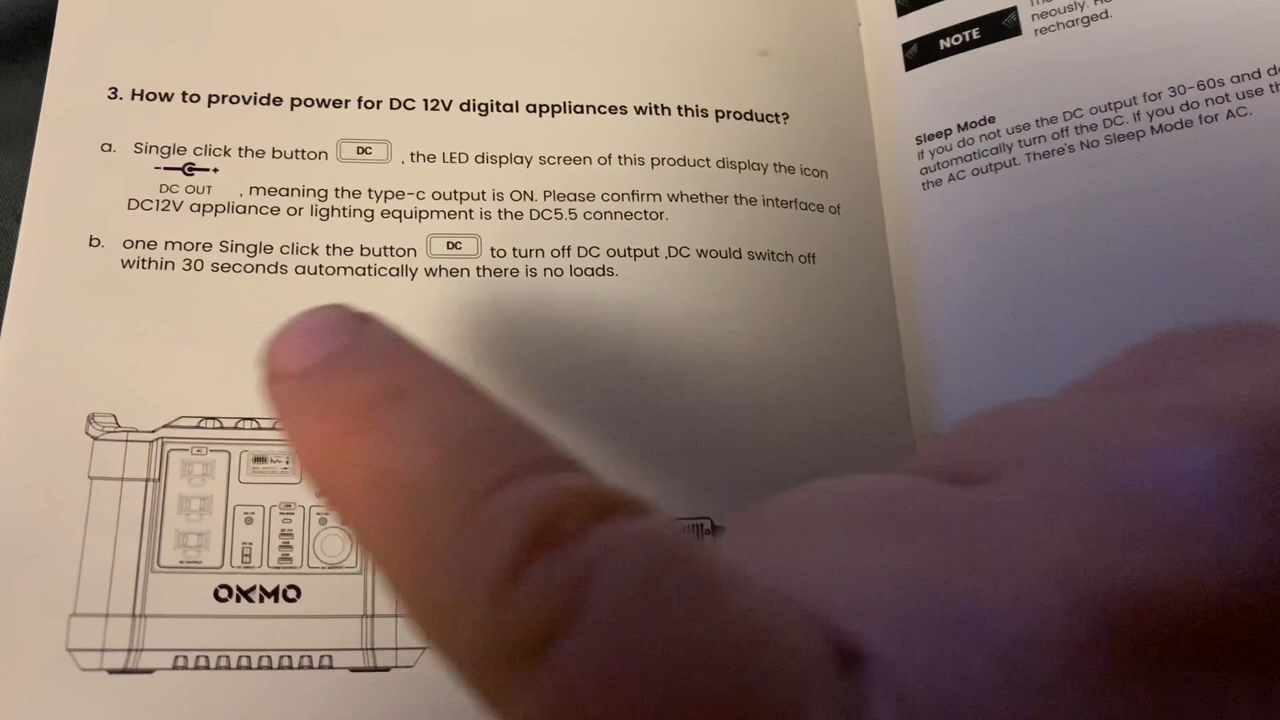 3. How to provide power for DC 12V digital appliances with this product?
a. Single click the button DC , the LED display screen of this product display the icon
- +
DC OUT , meaning the type-c output is ON. Please confirm whether the interface of
DC12V appliance or lighting equipment is the DC5.5 connector.
b. one more Single click the button DC to turn off DC output ,DC would switch off
within 30 seconds automatically when there is no loads.
AC
OKMO
neously.
NOTE
recharged.
Sleep Mode
If you do not use the DC output for 30-60s and
automatically turn off the DC. If you do not use
the AC output. There's No Sleep Mode for AC.